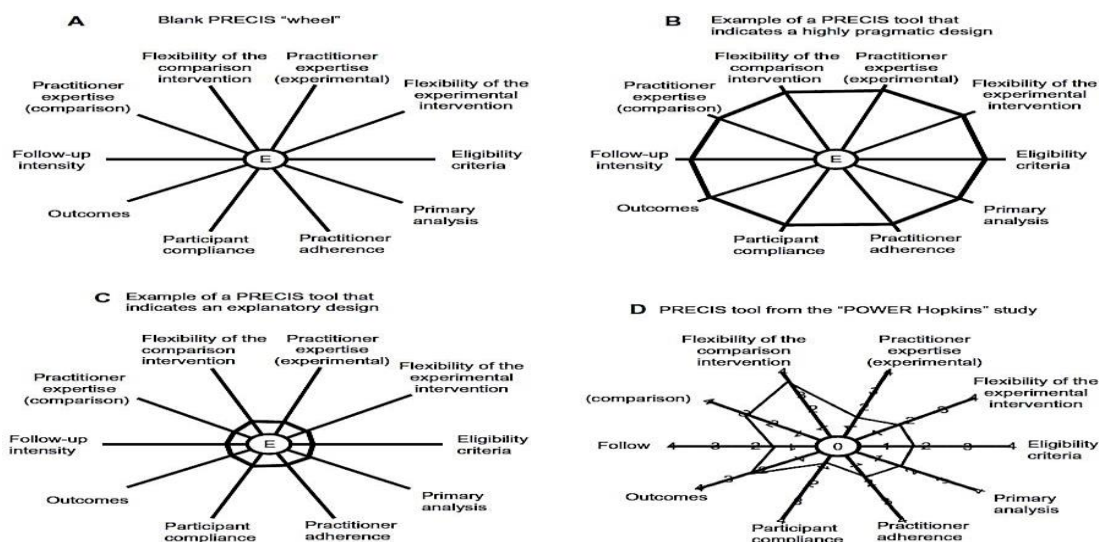 A Blank PRECIS “wheel”
Flexibility of the
comparison
intervention
Practitioner
expertise
(experimental)
Practitioner
expertise
(comparison)
Flexibility of the
experimental
intervention
Follow-up
intensity
E
Eligibility
criteria
Outcomes
Primary
analysis
Participant
compliance
Practitioner
adherence
B Example of a PRECIS tool that
indicates a highly pragmatic design
Flexibility of the
comparison
intervention
Practitioner
expertise
(experimental)
Practitioner
expertise
(comparison)
Flexibility of the
experimental
intervention
Follow-up
intensity
E
Eligibility
criteria
Outcomes
Primary
analysis
Participant
compliance
Practitioner
adherence
C Example of a PRECIS tool that
indicates an explanatory design
Flexibility of the
comparison
intervention
Practitioner
expertise
(experimental)
Practitioner
expertise
(comparison)
Flexibility of the
experimental
intervention
Follow-up
intensity
E
Eligibility
criteria
Outcomes
Primary
analysis
Participant
compliance
Practitioner
adherence
D PRECIS tool from the “POWER Hopkins” study
Flexibility of the
comparison
intervention
Practitioner
expertise
(experimental)
Flexibility of the
experimental
intervention
(comparison)
Follow
4 3 2 1 0 1 2 3 4
Eligibility
criteria
Outcomes
Primary
analysis
Participant
compliance
Practitioner
adherence